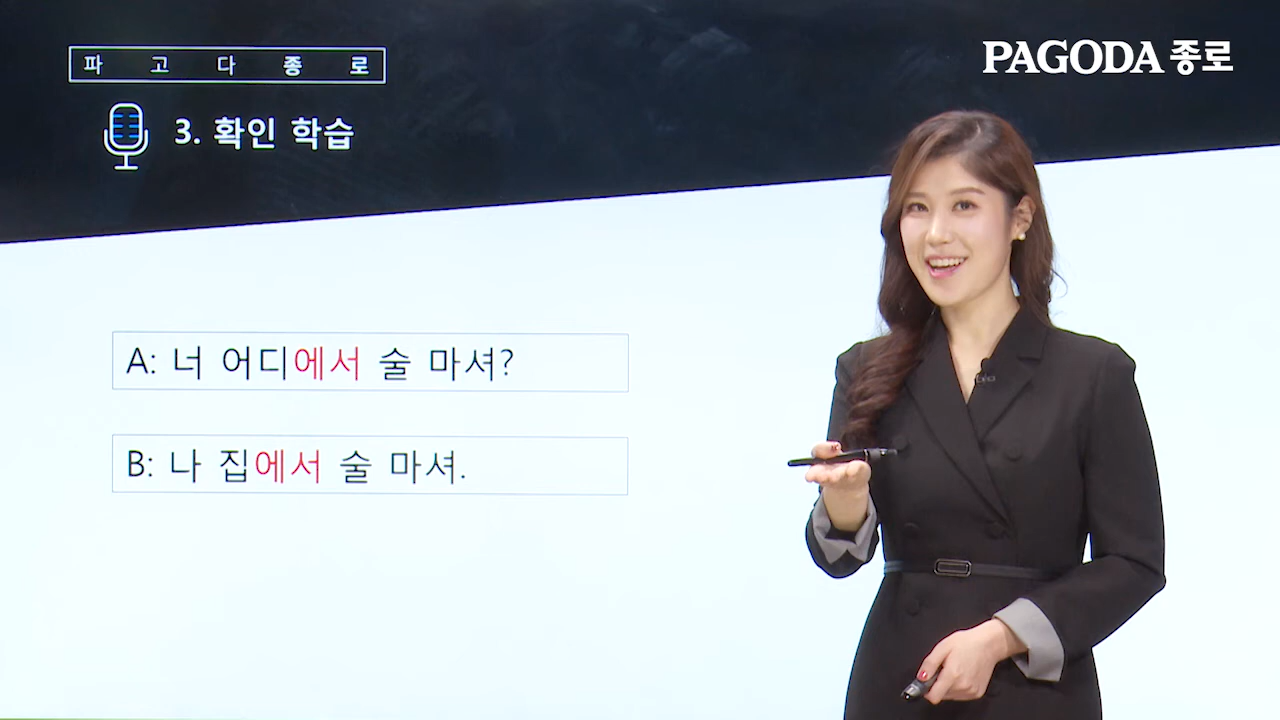 파 고 다 종 로
PAGODA 종로
3. 확인 학습
A: 너 어디에서 술 마셔?
B: 나 집에서 술 마셔.